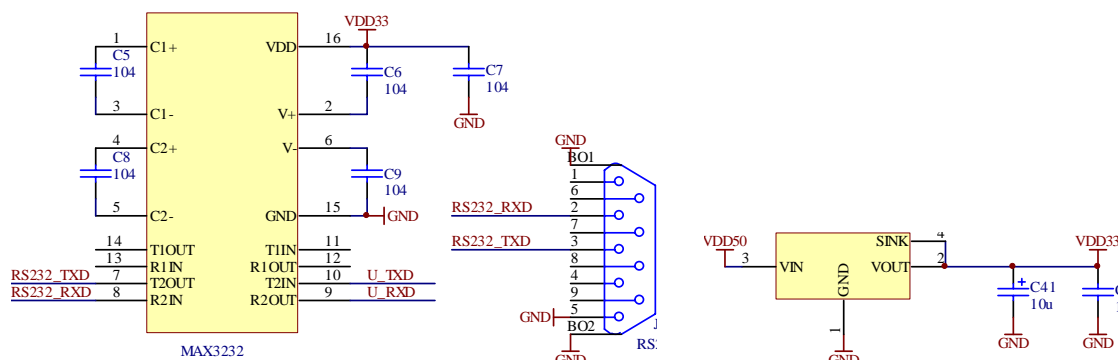 VDD33
1
C1+
VDD
16
C5
104
C6
104
C7
104
3
C1-
V+
2
GND
4
C2+
V-
6
C8
104
C9
104
5
C2-
GND
15
GND
14
T1OUT
T1IN
11
13
R1IN
R1OUT
12
RS232_TXD
7
T2OUT
T2IN
10
U_TXD
RS232_RXD
8
R2IN
R2OUT
9
U_RXD
MAX3232
GND
BO1
1
6
RS232_RXD
2
7
RS232_TXD
3
8
4
9
GND
5
BO2
GND
VDD50
3
VIN
GND
SINK
4
VOUT
2
VDD33
1
GND
C41
10u
GND
GND